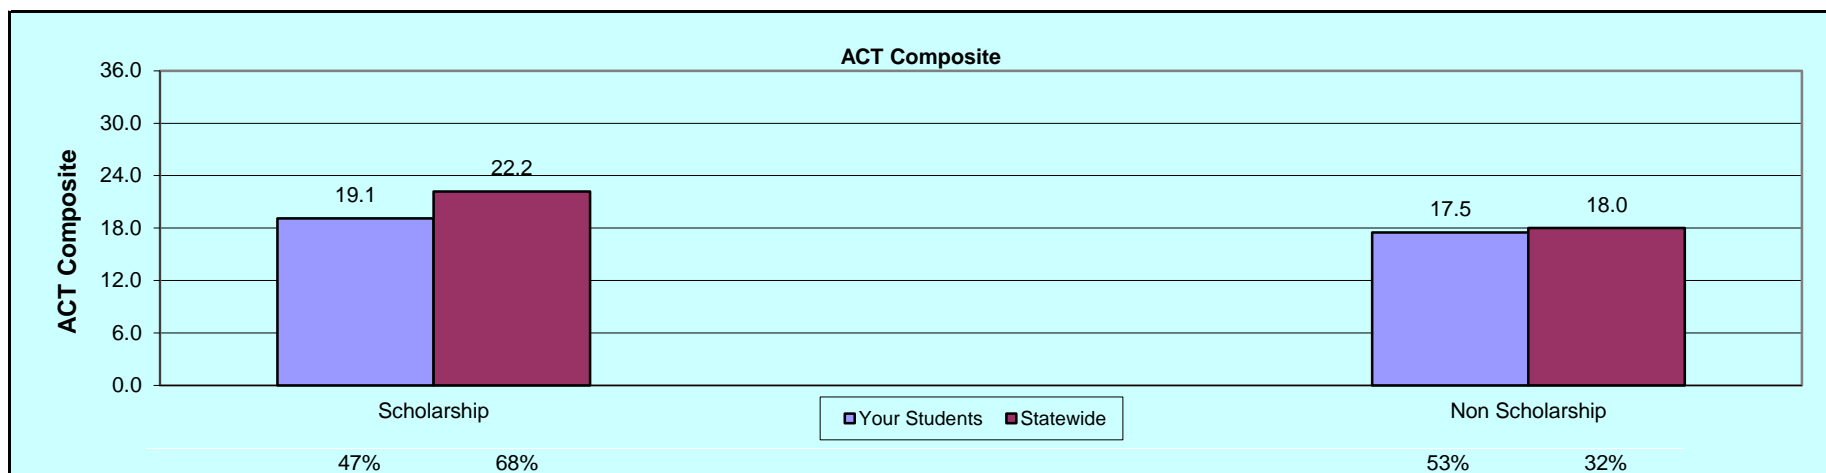 ACT Composite
36.0
30.0
24.0
18.0
12.0
6.0
0.0
ACT Composite
19.1
22.2
17.5
18.0
Scholarship
Non Scholarship
Your Students Statewide
47% 68% 53% 32%